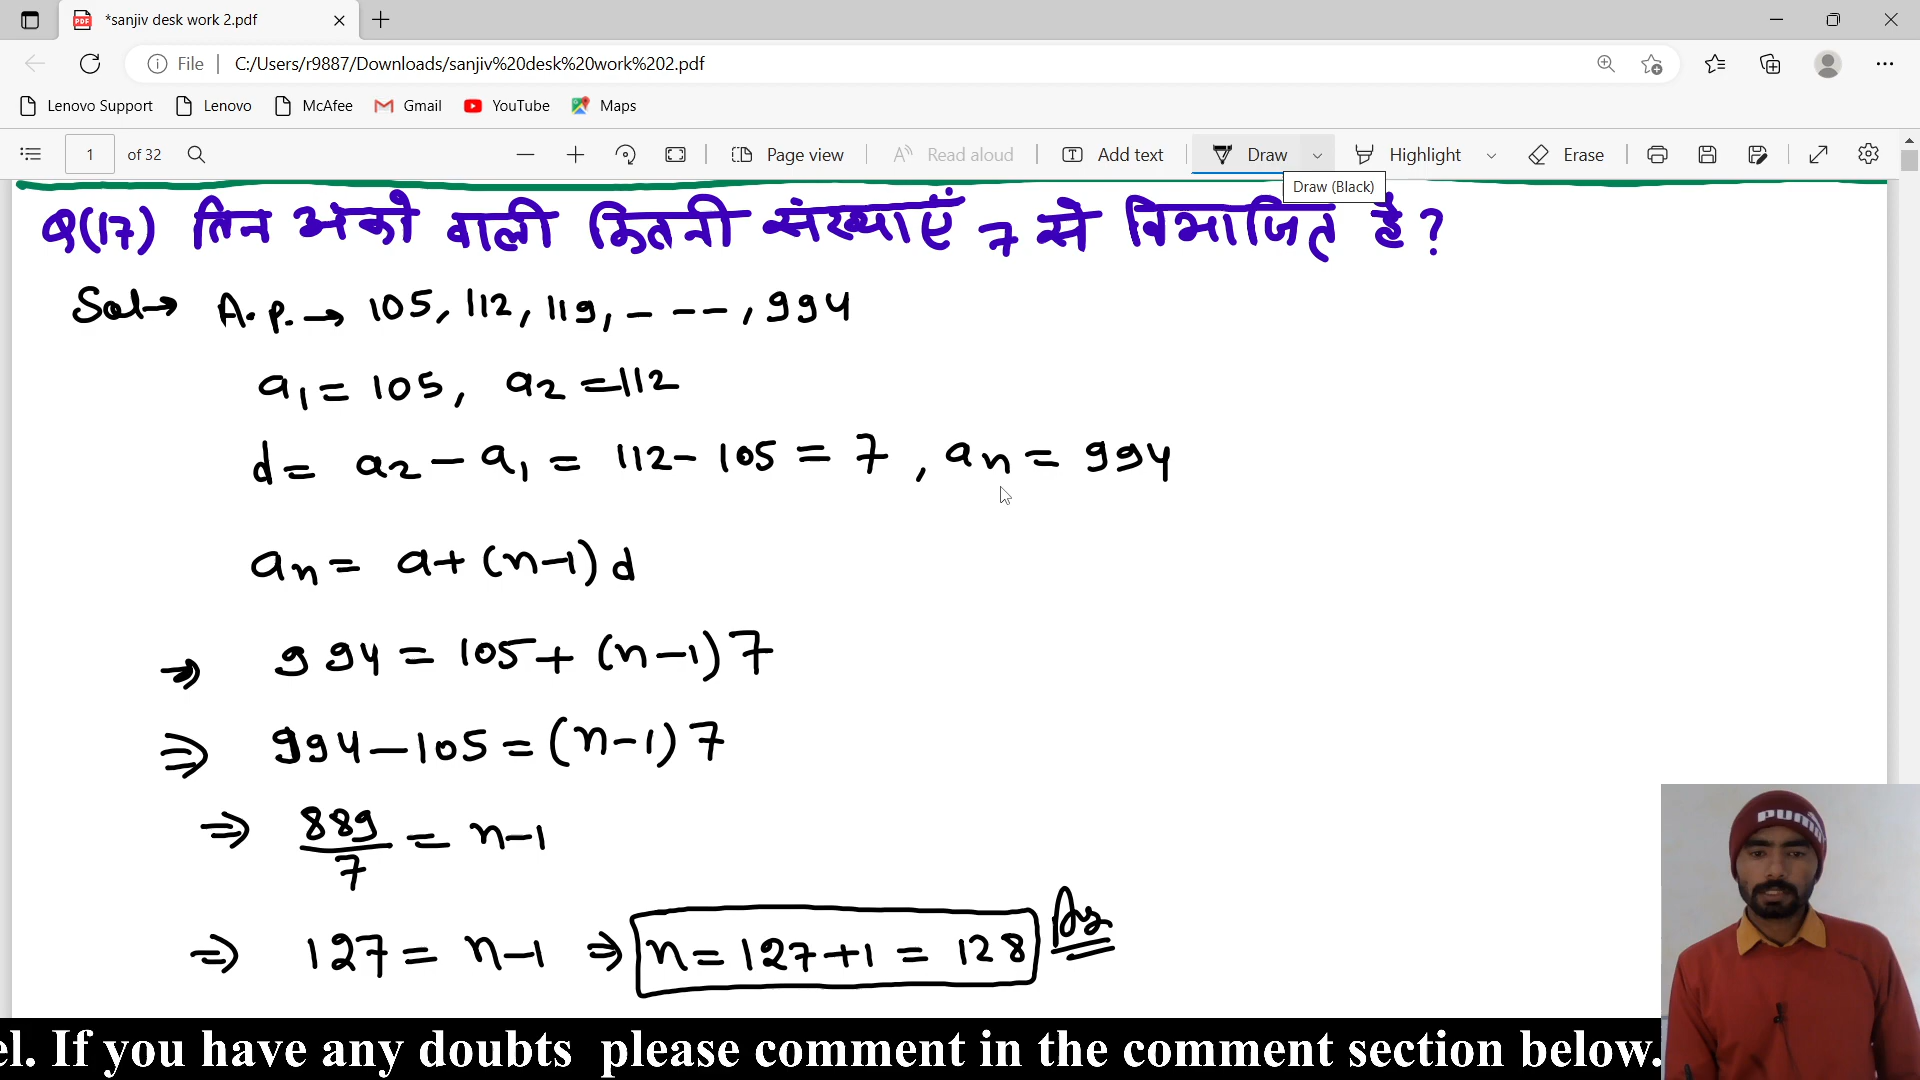 *sanjiv desk work 2.pdf
File C:/Users/r9887/Downloads/sanjiv%20desk%20work%202.pdf
Lenovo Support Lenovo McAfee Gmail YouTube Maps
1 of 32 Page view Read aloud Add text Draw Highlight Erase
Draw (Black)
Q(17) तिन अंको वाली कितनी संख्याएं 7 से विभाजित है ?
Sol→ A.P.→ 105, 112, 119, - - - -, 994
a₁ = 105, a₂ = 112
d = a₂ - a₁ = 112 - 105 = 7, an = 994
an = a + (n-1) d
⇒ 994 = 105 + (n-1) 7
⇒ 994 - 105 = (n-1) 7
⇒ 889/7 = n-1
⇒ 127 = n-1 ⇒ n = 127+1 = 128 Ans
el. If you have any doubts please comment in the comment section below.
PUMA